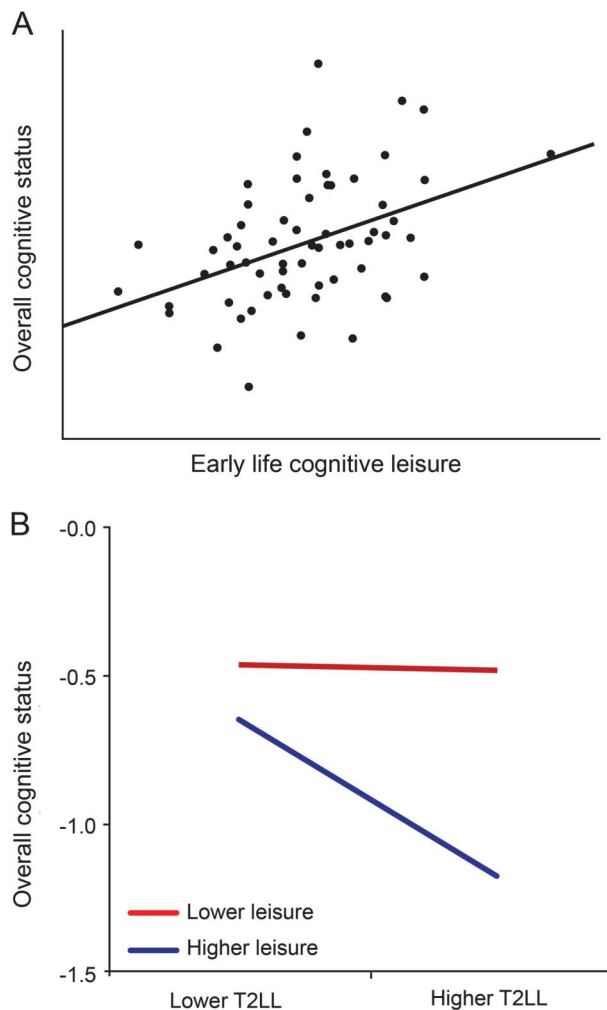 A
Overall cognitive status
Early life cognitive leisure
B
-0.0
-0.5
-1.0
-1.5
Overall cognitive status
Lower leisure
Higher leisure
Lower T2LL
Higher T2LL